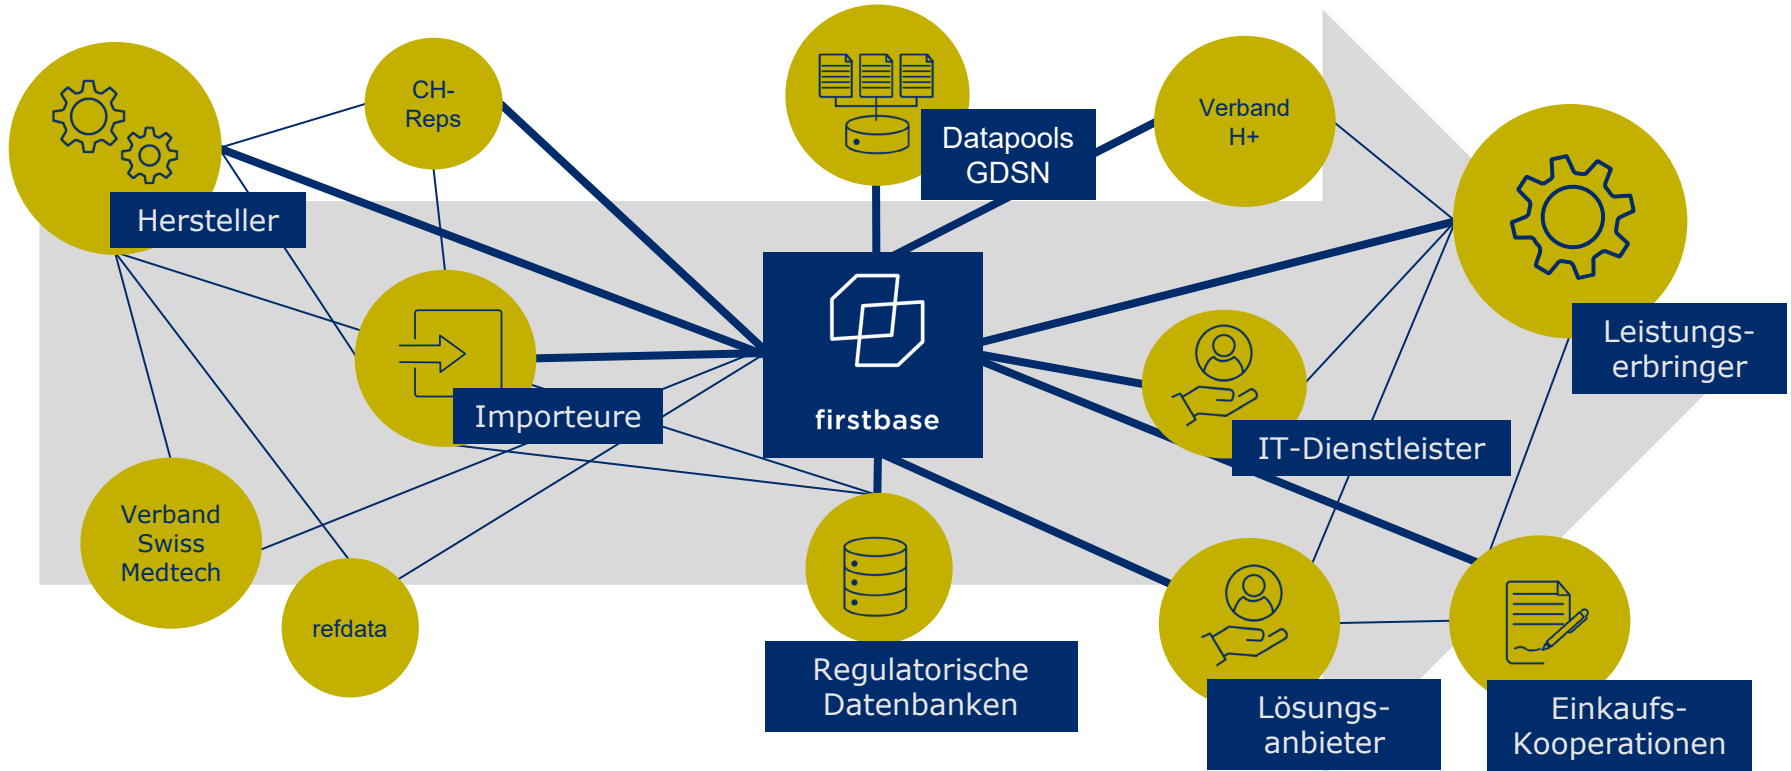 CH-
Reps
Hersteller
Datapools
GDSN
Verband
H+
Leistungs-
erbringer
Importeure
firstbase
IT-Dienstleister
Verband
Swiss
Medtech
refdata
Regulatorische
Datenbanken
Lösungs-
anbieter
Einkaufs-
Kooperationen